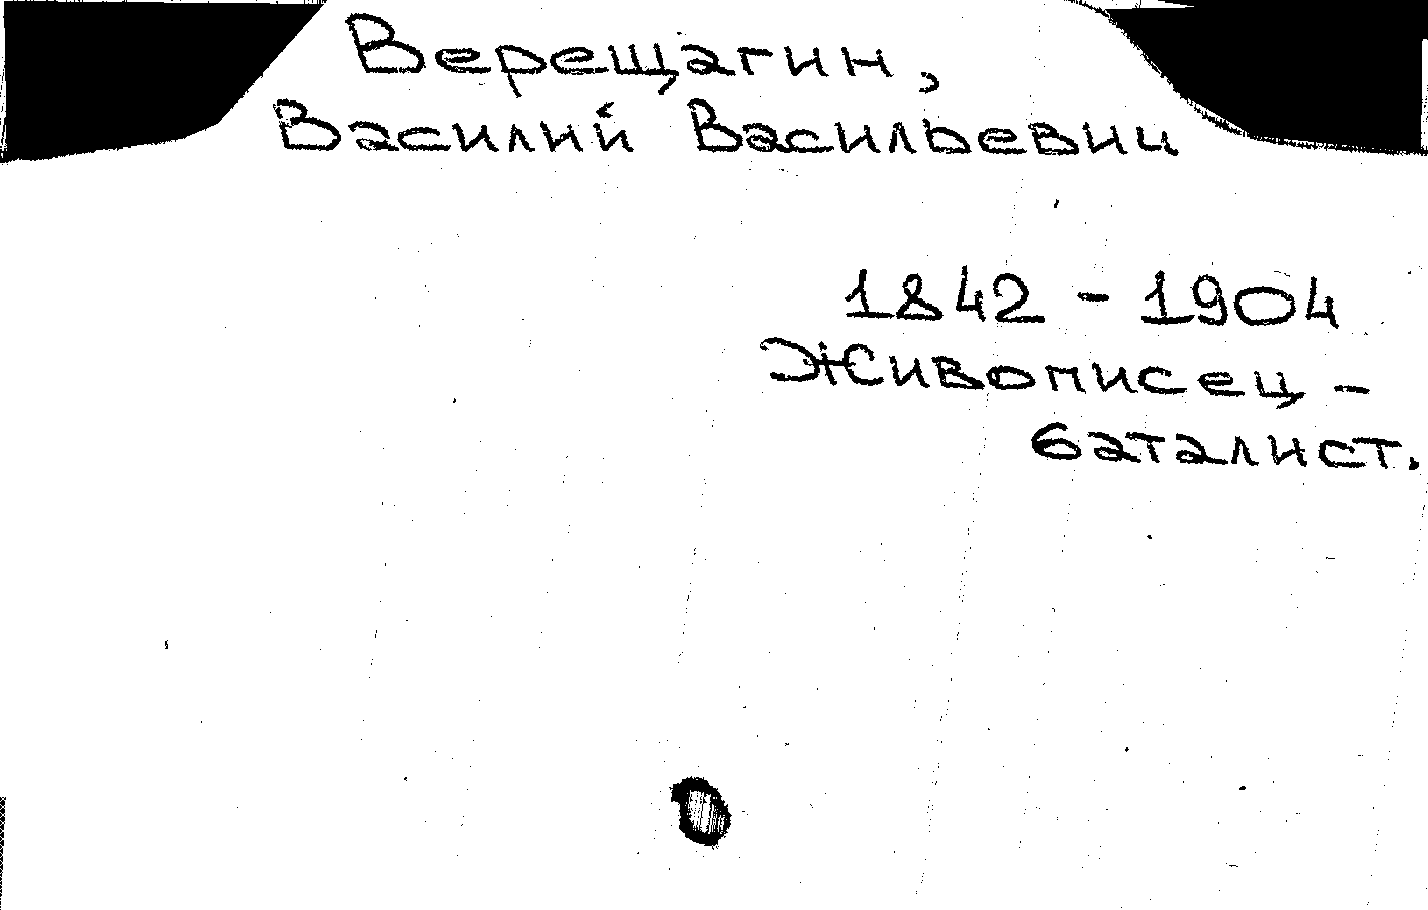 Верещагин,
Василий Васильевич
1842 - 1904
Живописец -
баталист.